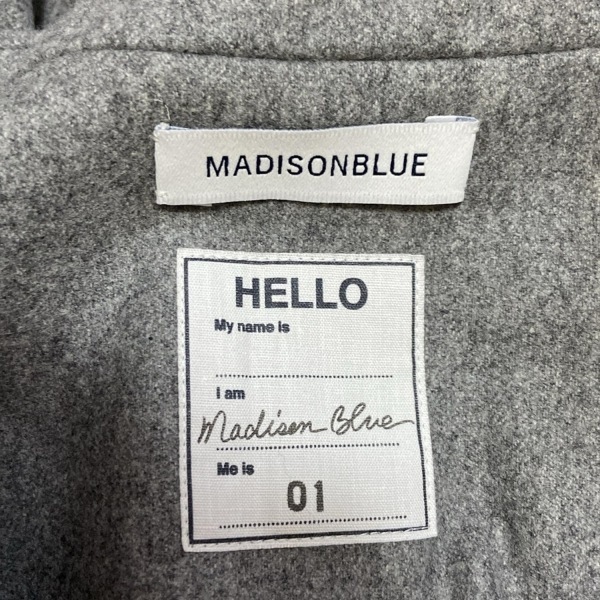 MADISONBLUE
HELLO
My name is
I am
Madison Blue
Me is
01